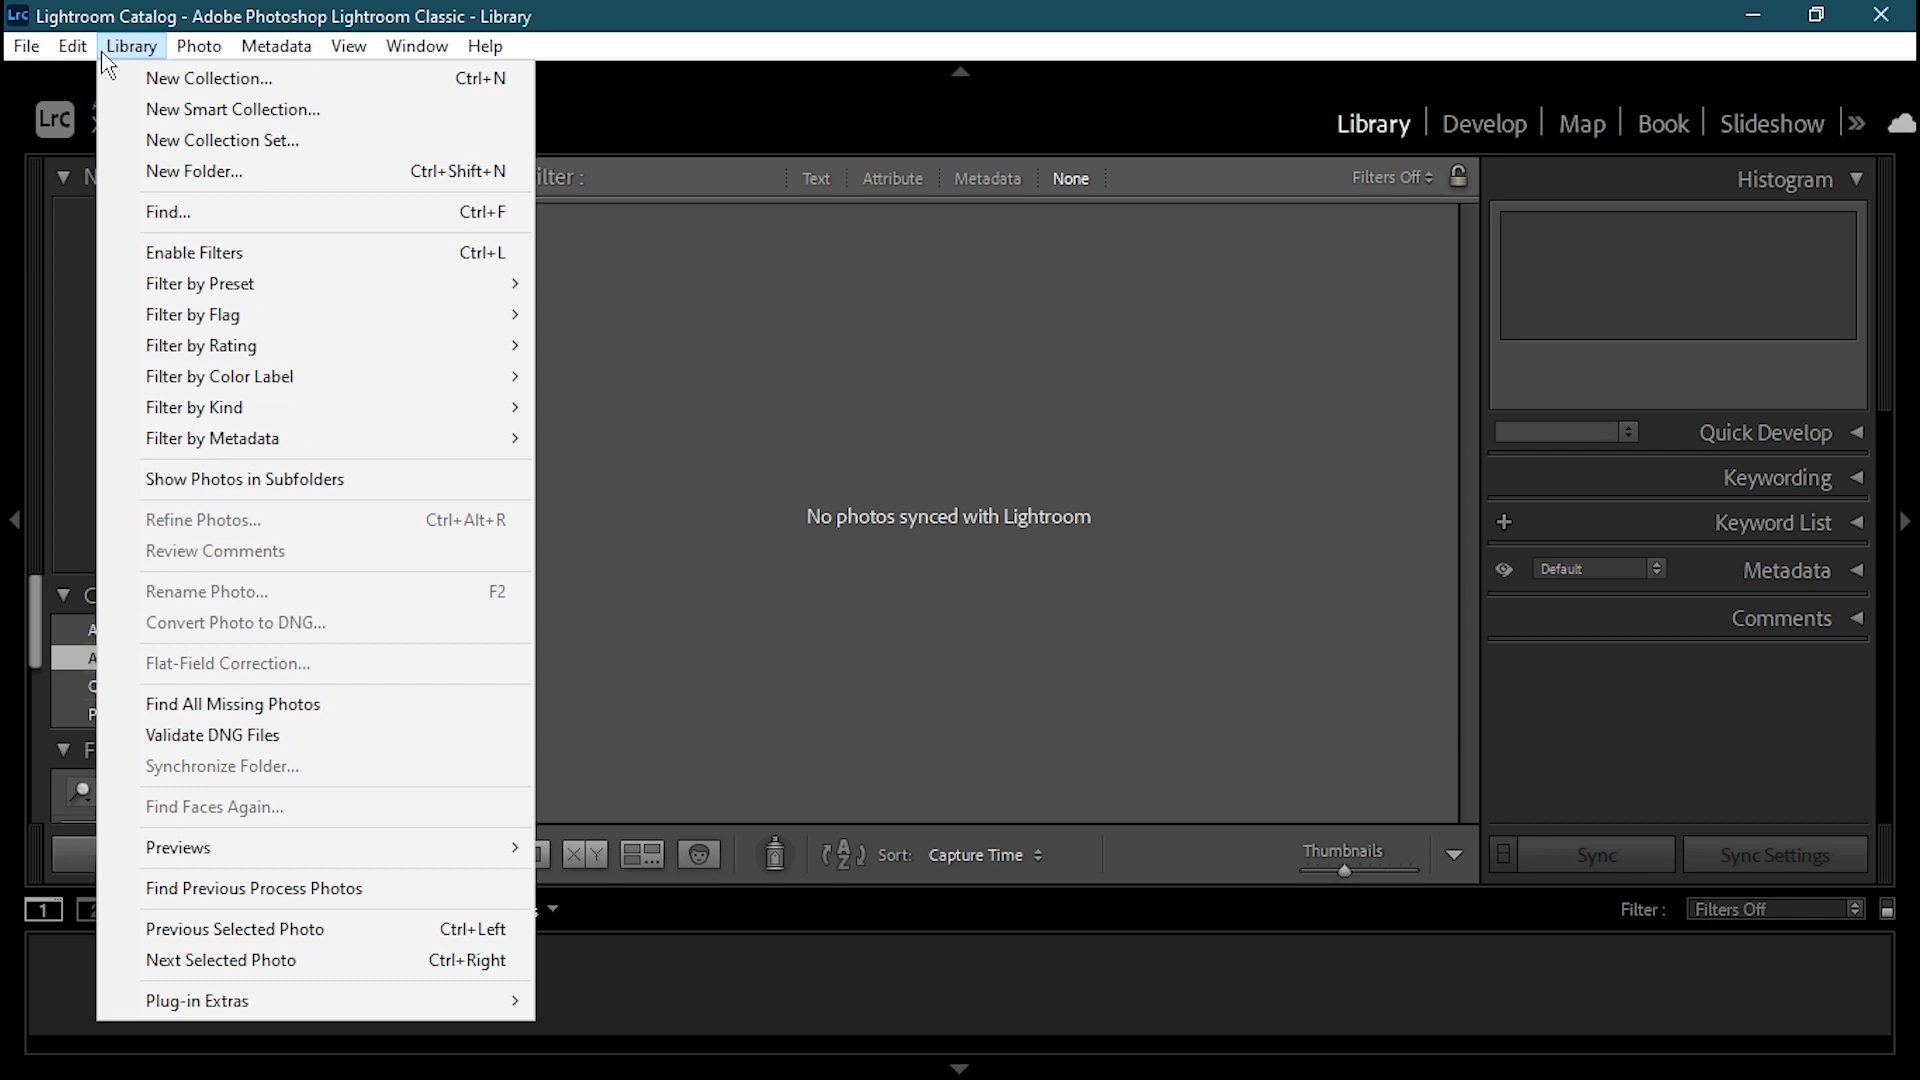 Lrc Lightroom Catalog - Adobe Photoshop Lightroom Classic - Library
File Edit Library Photo Metadata View Window Help
New Collection... Ctrl+N
New Smart Collection...
New Collection Set...
New Folder... Ctrl+Shift+N
Find... Ctrl+F
Enable Filters Ctrl+L
Filter by Preset
Filter by Flag
Filter by Rating
Filter by Color Label
Filter by Kind
Filter by Metadata
Show Photos in Subfolders
Refine Photos... Ctrl+Alt+R
Review Comments
Rename Photo... F2
Convert Photo to DNG...
Flat-Field Correction...
Find All Missing Photos
Validate DNG Files
Synchronize Folder...
Find Faces Again...
Previews
Find Previous Process Photos
Previous Selected Photo Ctrl+Left
Next Selected Photo Ctrl+Right
Plug-in Extras
LrC
Library Develop Map Book Slideshow
ilter : Text Attribute Metadata None Filters Off
No photos synced with Lightroom
Histogram
Quick Develop
Keywording
Keyword List
Default Metadata
Comments
XY Sort: Capture Time Thumbnails
Sync Sync Settings
1 Filter : Filters Off